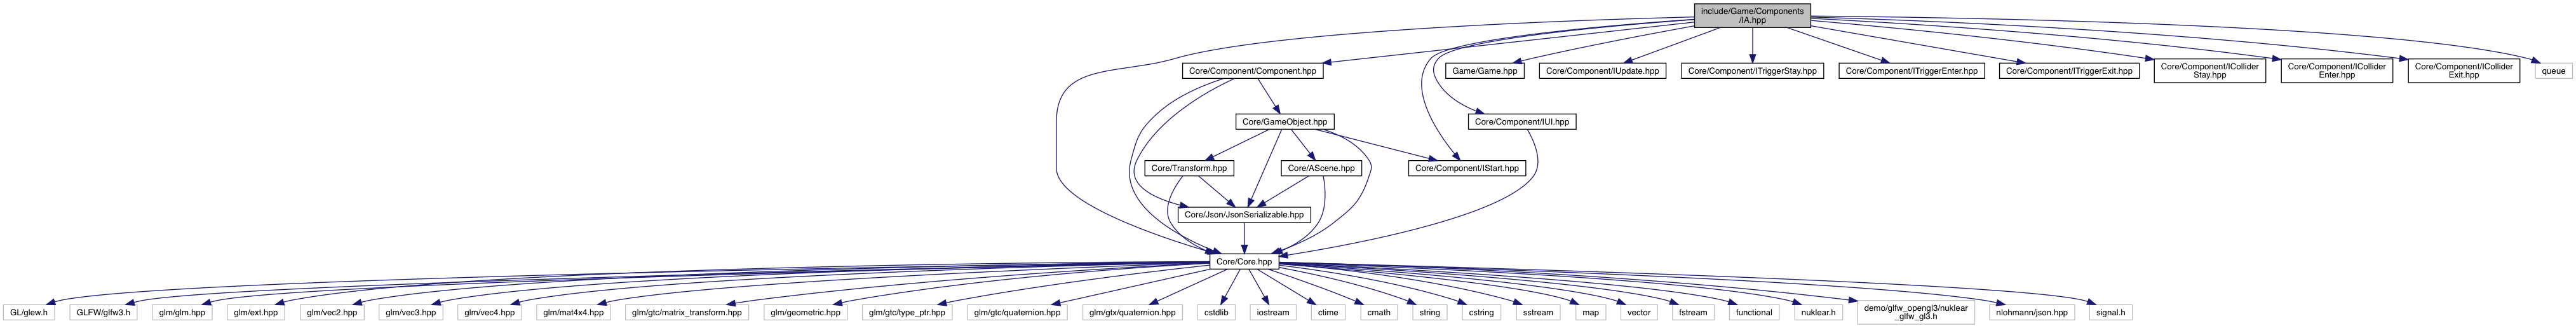 include/Game/Components
/IA.hpp
Core/Component/Component.hpp
Game/Game.hpp
Core/Component/IUpdate.hpp
Core/Component/ITriggerStay.hpp
Core/Component/ITriggerEnter.hpp
Core/Component/ITriggerExit.hpp
Core/Component/ICollider
Stay.hpp
Core/Component/ICollider
Enter.hpp
Core/Component/ICollider
Exit.hpp
queue
Core/GameObject.hpp
Core/Component/IUI.hpp
Core/Transform.hpp
Core/AScene.hpp
Core/Component/IStart.hpp
Core/Json/JsonSerializable.hpp
Core/Core.hpp
GL/glew.h
GLFW/glfw3.h
glm/glm.hpp
glm/ext.hpp
glm/vec2.hpp
glm/vec3.hpp
glm/vec4.hpp
glm/mat4x4.hpp
glm/gtc/matrix_transform.hpp
glm/geometric.hpp
glm/gtc/type_ptr.hpp
glm/gtc/quaternion.hpp
glm/gtx/quaternion.hpp
cstdlib
iostream
ctime
cmath
string
cstring
sstream
map
vector
fstream
functional
nuklear.h
demo/glfw_opengl3/nuklear
_glfw_gl3.h
nlohmann/json.hpp
signal.h